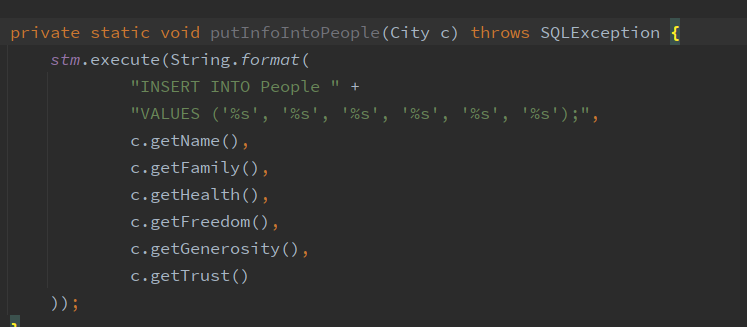 private static void putInfoIntoPeople(City c) throws SQLException {
stm.execute(String.format(
"INSERT INTO People " +
"VALUES ('%s', '%s', '%s', '%s', '%s', '%s');",
c.getName(),
c.getFamily(),
c.getHealth(),
c.getFreedom(),
c.getGenerosity(),
c.getTrust()
));
}